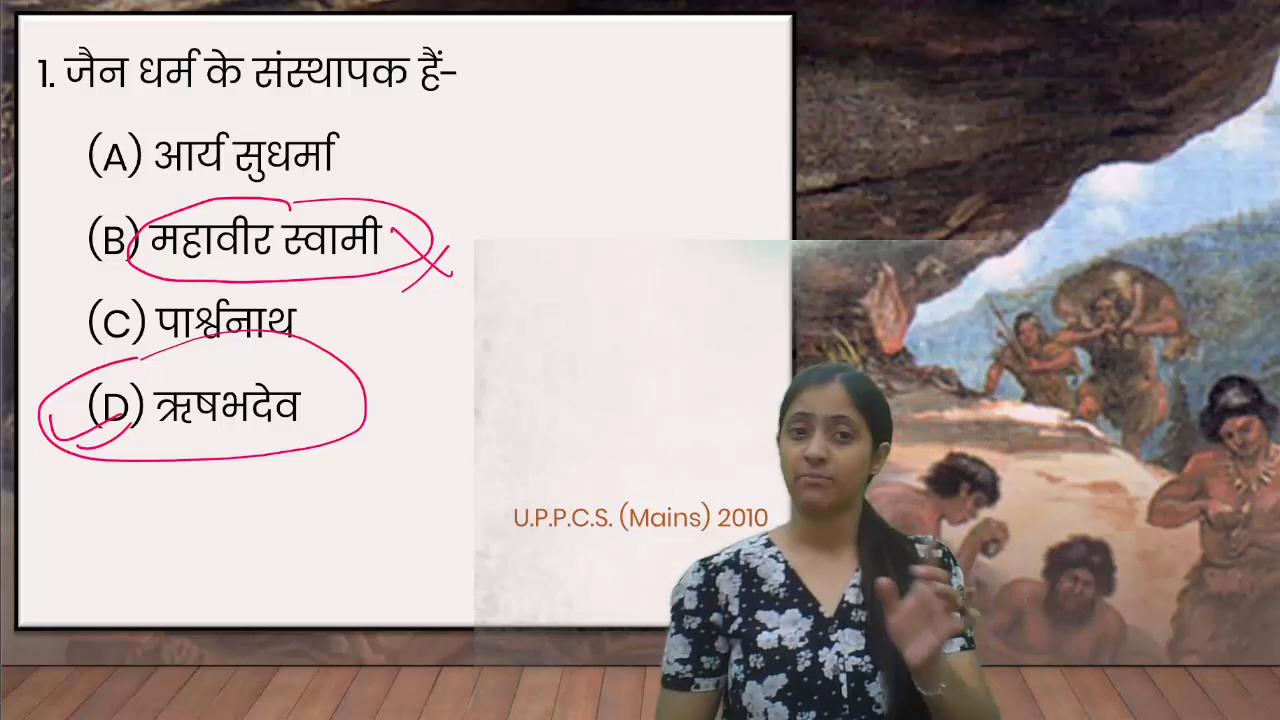 1. जैन धर्म के संस्थापक हैं-
(A) आर्य सुधर्मा
(B) महावीर स्वामी
(C) पार्श्वनाथ
(D) ऋषभदेव
U.P.P.C.S. (Mains) 2010